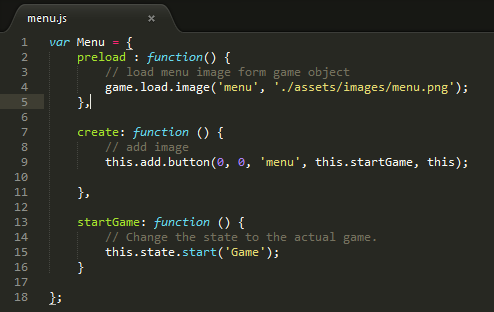 menu.js ×
1 var Menu = {
2     preload : function() {
3         // load menu image form game object
4         game.load.image('menu', './assets/images/menu.png');
5     },
6
7     create: function () {
8         // add image
9         this.add.button(0, 0, 'menu', this.startGame, this);
10
11     },
12
13     startGame: function () {
14         // Change the state to the actual game.
15         this.state.start('Game');
16     }
17
18 };